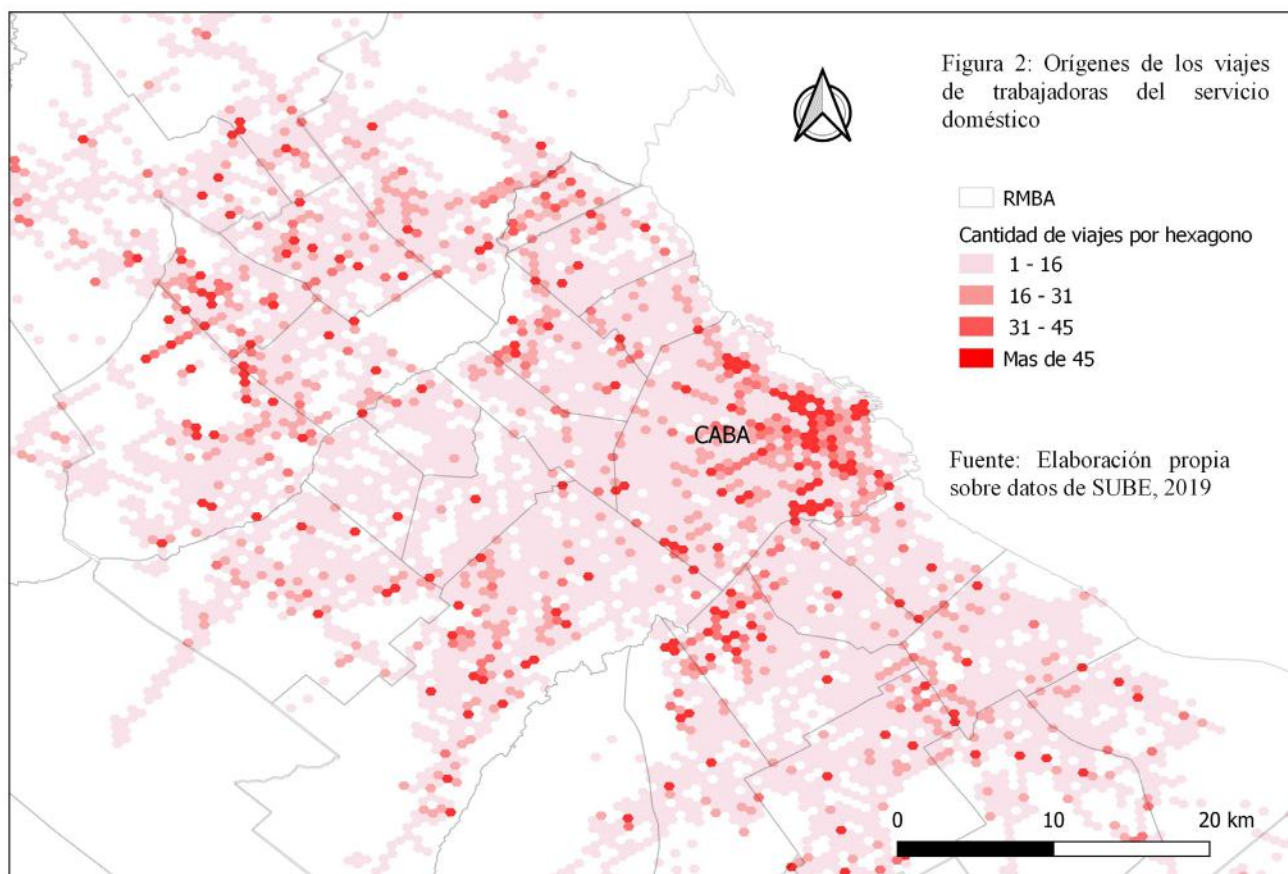 Figura 2: Orígenes de los viajes
de trabajadoras del servicio
doméstico
RMBA
Cantidad de viajes por hexagono
1 - 16
16 - 31
31 - 45
Mas de 45
CABA
Fuente: Elaboración propia
sobre datos de SUBE, 2019
0 10 20 km